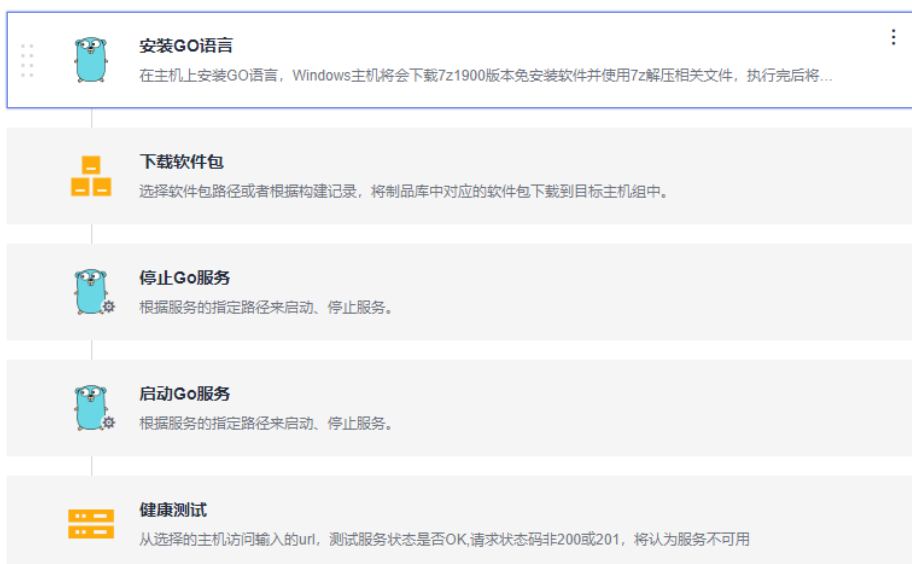 安装GO语言
在主机上安装GO语言，Windows主机将会下载7z1900版本免安装软件并使用7z解压相关文件，执行完后将...
下载软件包
选择软件包路径或者根据构建记录，将制品库中对应的软件包下载到目标主机组中。
停止Go服务
根据服务的指定路径来启动、停止服务。
启动Go服务
根据服务的指定路径来启动、停止服务。
健康测试
从选择的主机访问输入的url，测试服务状态是否OK,请求状态码非200或201，将认为服务不可用